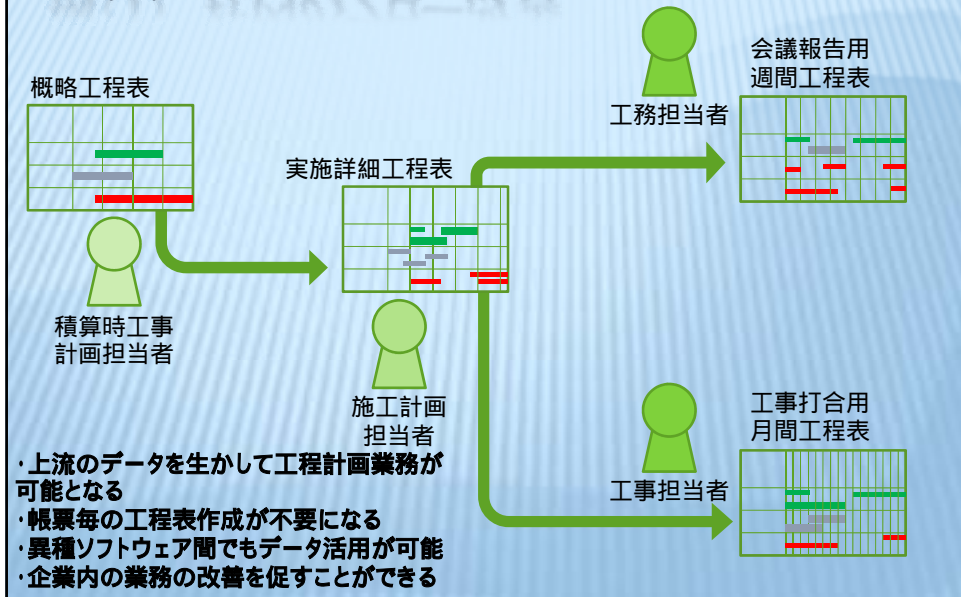 概略工程表
積算時工事
計画担当者
実施詳細工程表
施工計画
担当者
工務担当者
会議報告用
週間工程表
工事担当者
工事打合用
月間工程表
・上流のデータを生かして工程計画業務が
可能となる
・帳票毎の工程表作成が不要になる
・異種ソフトウェア間でもデータ活用が可能
・企業内の業務の改善を促すことができる